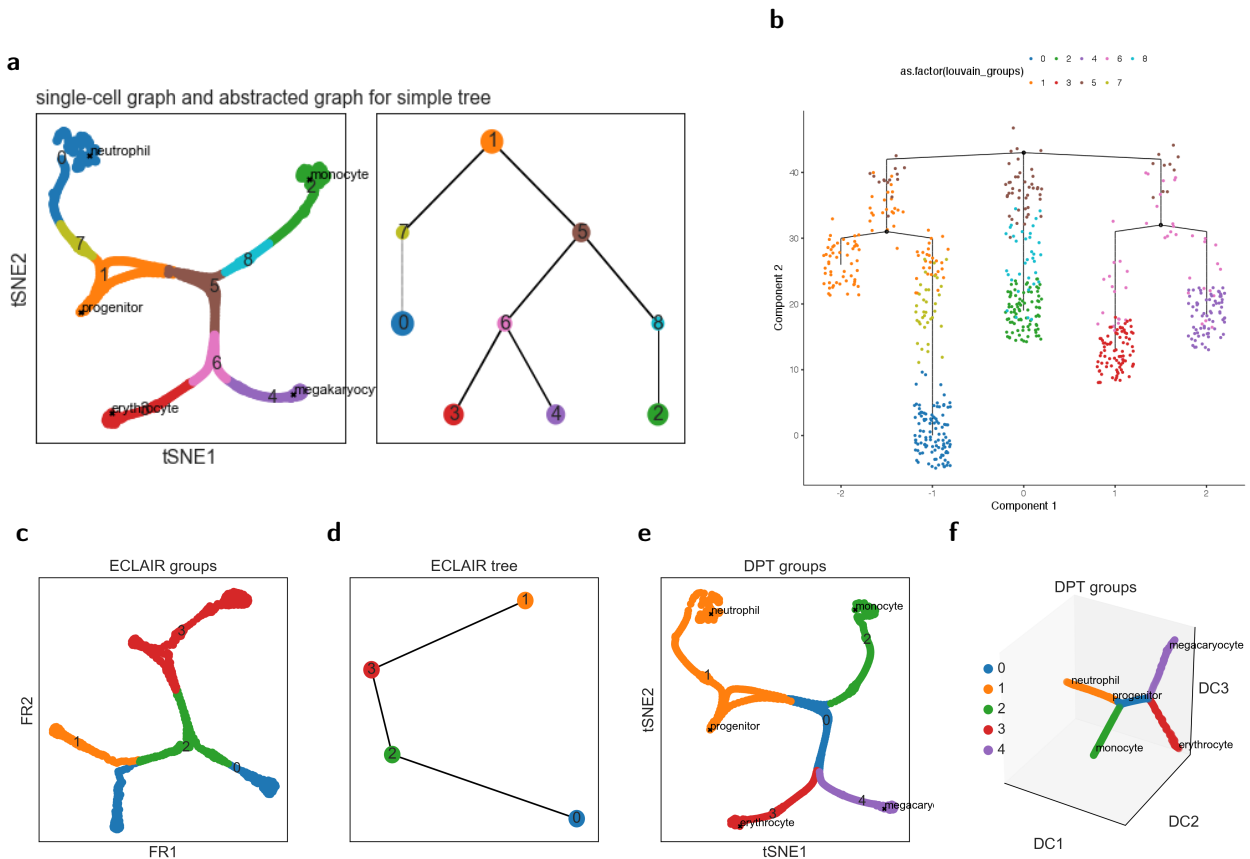 a
single-cell graph and abstracted graph for simple tree
0
neutrophil
monocyte
2
7
1
8
progenitor
5
6
4
megakaryocy
erythrocyte
3
tSNE2
tSNE1
1
7
5
0
6
8
3
4
2
b
as.factor(louvain_groups)
0 2 4 6 8
1 3 5 7
40
30
20
10
0
Component 2
-2 -1 0 1 2
Component 1
c
ECLAIR groups
3
1
2
0
FR2
FR1
d
ECLAIR tree
1
3
2
0
e
DPT groups
neutrophil
monocyte
2
1
progenitor
0
4
megacary
3
erythrocyte
tSNE2
tSNE1
f
DPT groups
0
1
2
3
4
megacaryocyte
neutrophil
progenitor
monocyte
erythrocyte
DC3
DC2
DC1